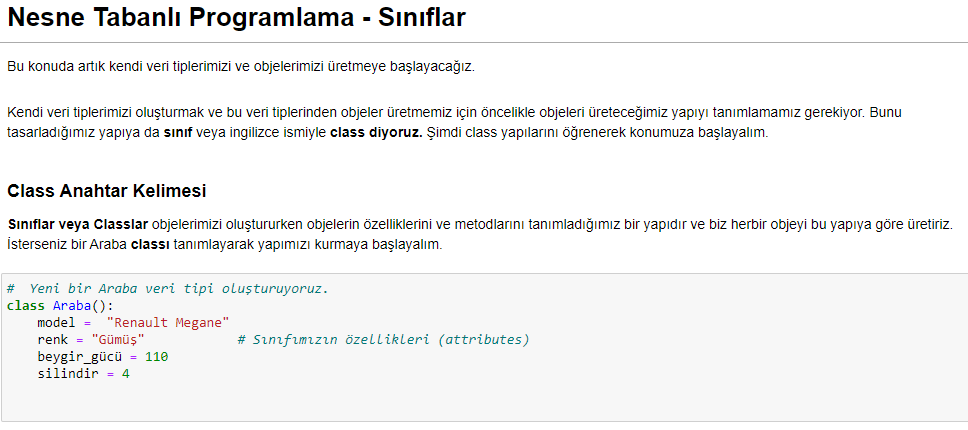 Nesne Tabanlı Programlama - Sınıflar
Bu konuda artık kendi veri tiplerimizi ve objelerimizi üretmeye başlayacağız.
Kendi veri tiplerimizi oluşturmak ve bu veri tiplerinden objeler üretmemiz için öncelikle objeleri üreteceğimiz yapıyı tanımlamamız gerekiyor. Bunu
tasarladığımız yapıya da sınıf veya ingilizce ismiyle class diyoruz. Şimdi class yapılarını öğrenerek konumuza başlayalım.
Class Anahtar Kelimesi
Sınıflar veya Classlar objelerimizi oluştururken objelerin özelliklerini ve metodlarını tanımladığımız bir yapıdır ve biz herbir objeyi bu yapıya göre üretiriz.
İsterseniz bir Araba classı tanımlayarak yapımızı kurmaya başlayalım.
#  Yeni bir Araba veri tipi oluşturuyoruz.
class Araba():
    model =  "Renault Megane"
    renk = "Gümüş"            # Sınıfımızın özellikleri (attributes)
    beygir_gücü = 110
    silindir = 4